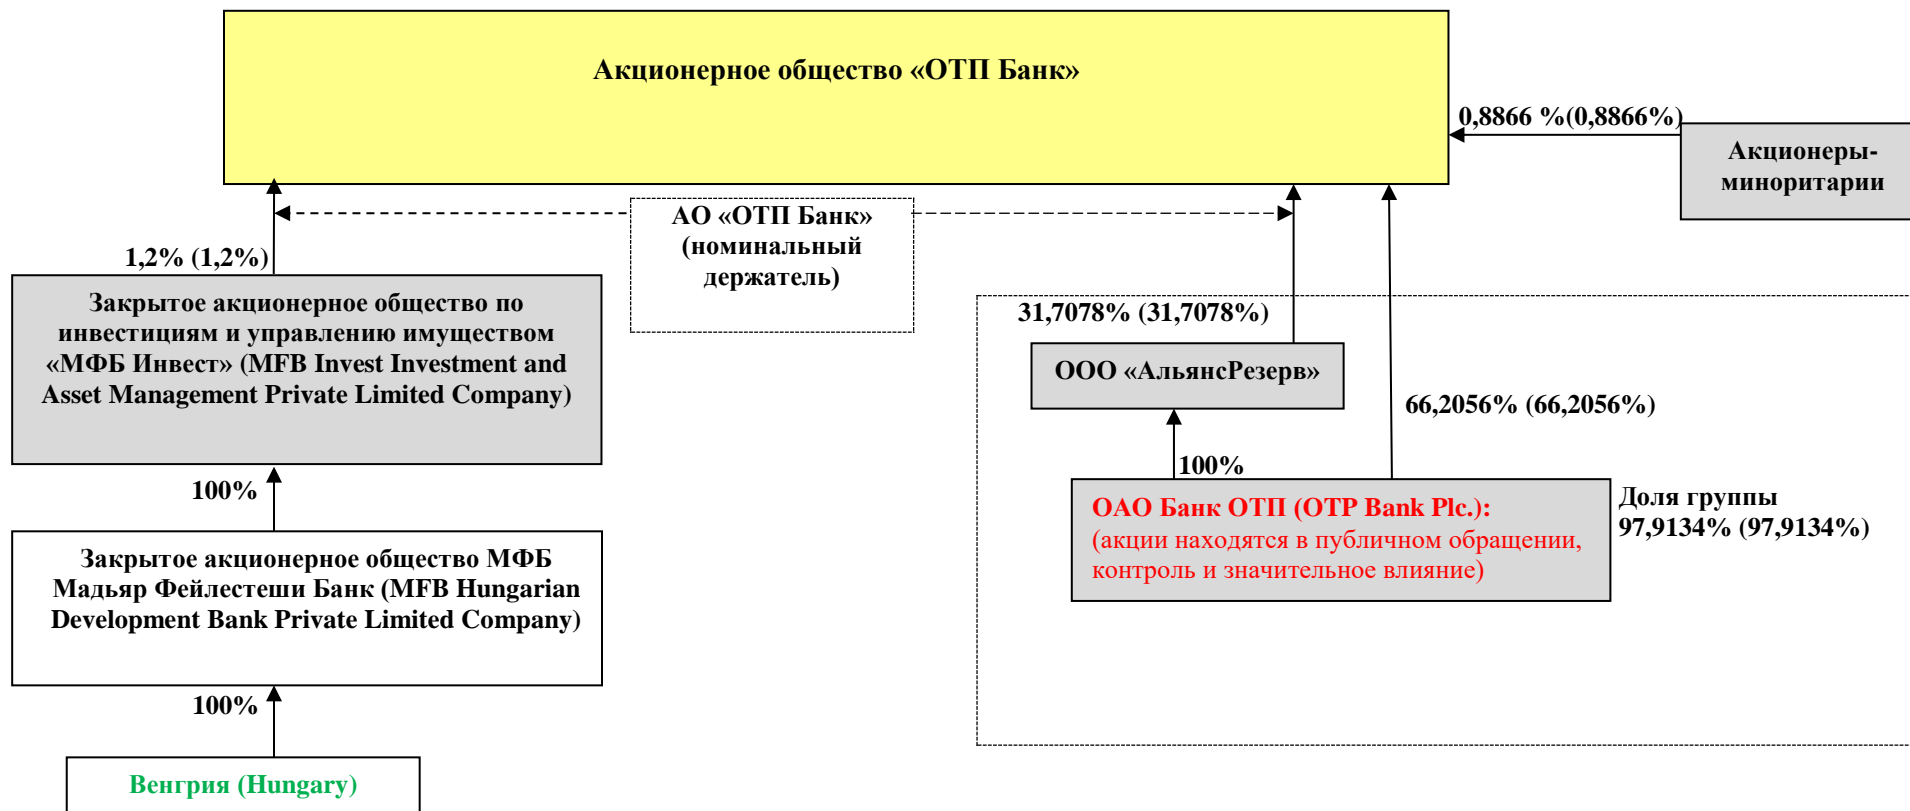 Акционерное общество «ОТП Банк»
0,8866 %(0,8866%)
Акционеры-
миноритарии
АО «ОТП Банк»
(номинальный
держатель)
1,2% (1,2%)
Закрытое акционерное общество по
инвестициям и управлению имуществом
«МФБ Инвест» (MFB Invest Investment and
Asset Management Private Limited Company)
31,7078% (31,7078%)
ООО «АльянсРезерв»
66,2056% (66,2056%)
100%
ОАО Банк ОТП (OTP Bank Plc.):
(акции находятся в публичном обращении,
контроль и значительное влияние)
Доля группы
97,9134% (97,9134%)
100%
Закрытое акционерное общество МФБ
Мадьяр Фейлестеши Банк (MFB Hungarian
Development Bank Private Limited Company)
100%
Венгрия (Hungary)